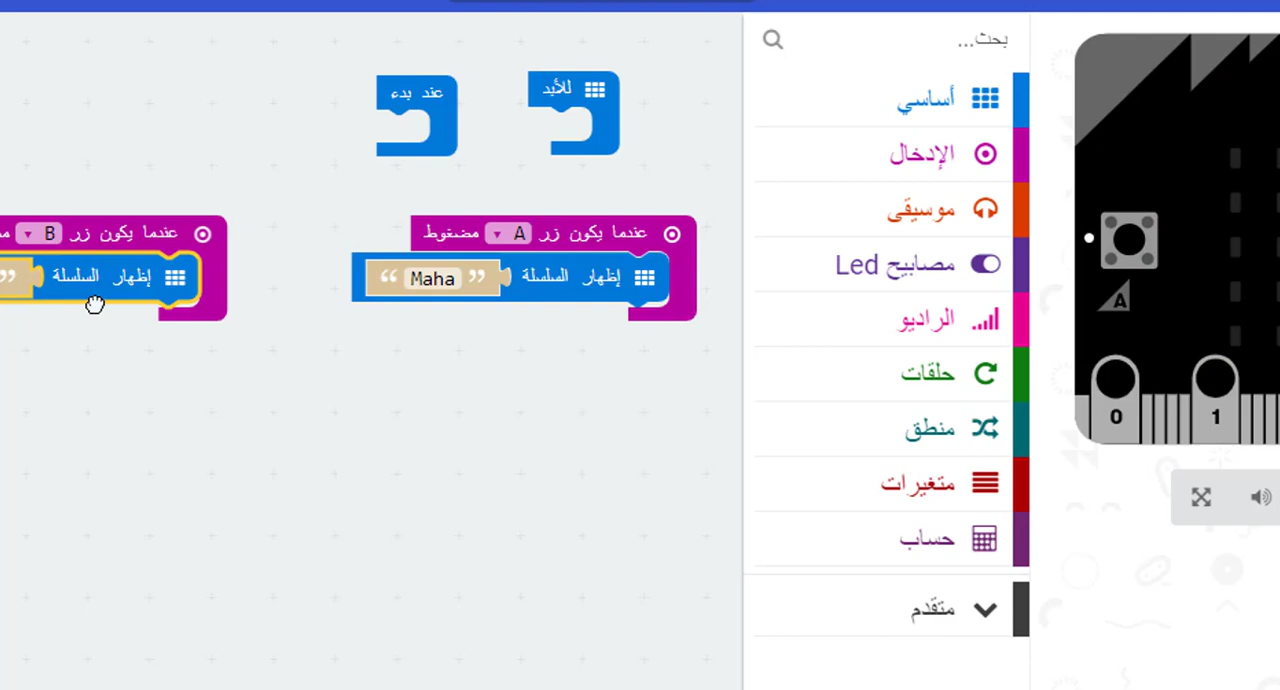 للأبد
عند بدء
عندما يكون زر A مضغوط
إظهار السلسلة “ Maha ”
عندما يكون زر B
إظهار السلسلة ”
بحث...
أساسي
الإدخال
موسيقى
مصابيح Led
الراديو
حلقات
منطق
متغيرات
حساب
متقدم
A
0
1